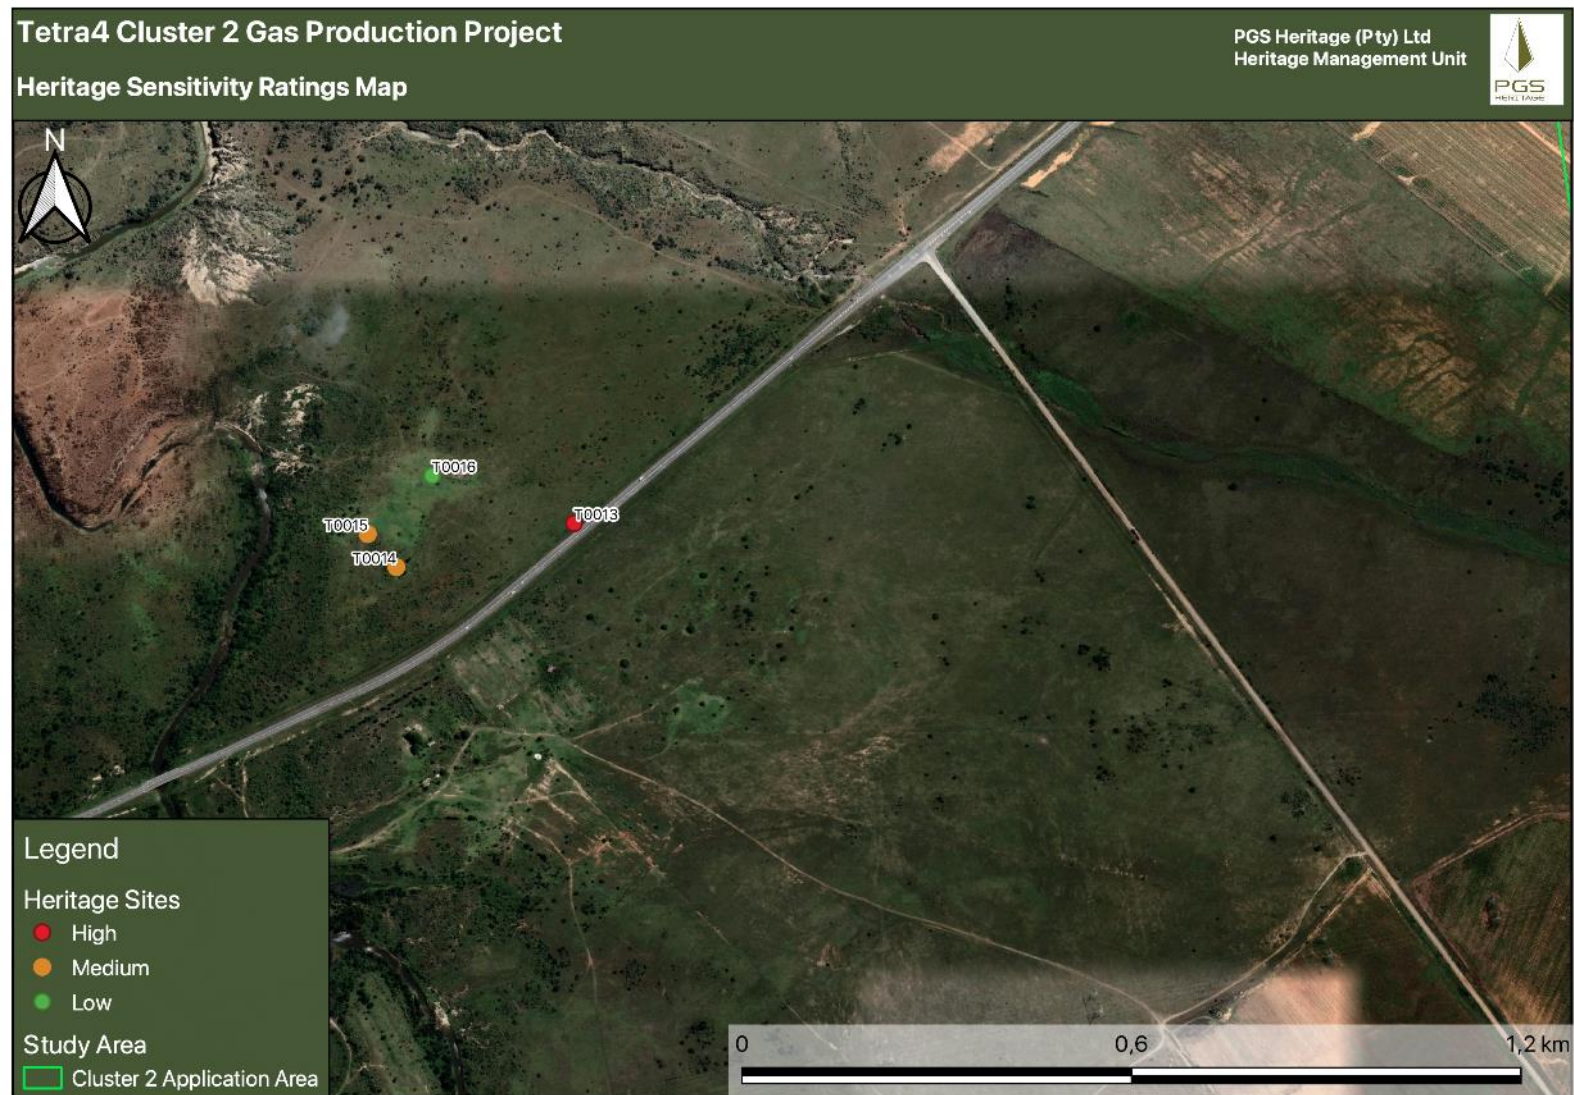 Tetra4 Cluster 2 Gas Production Project
Heritage Sensitivity Ratings Map
PGS Heritage (Pty) Ltd
Heritage Management Unit
PGS
HERITAGE
N
T0016
T0013
T0015
T0014
Legend
Heritage Sites
High
Medium
Low
Study Area
Cluster 2 Application Area
0 0,6 1,2 km